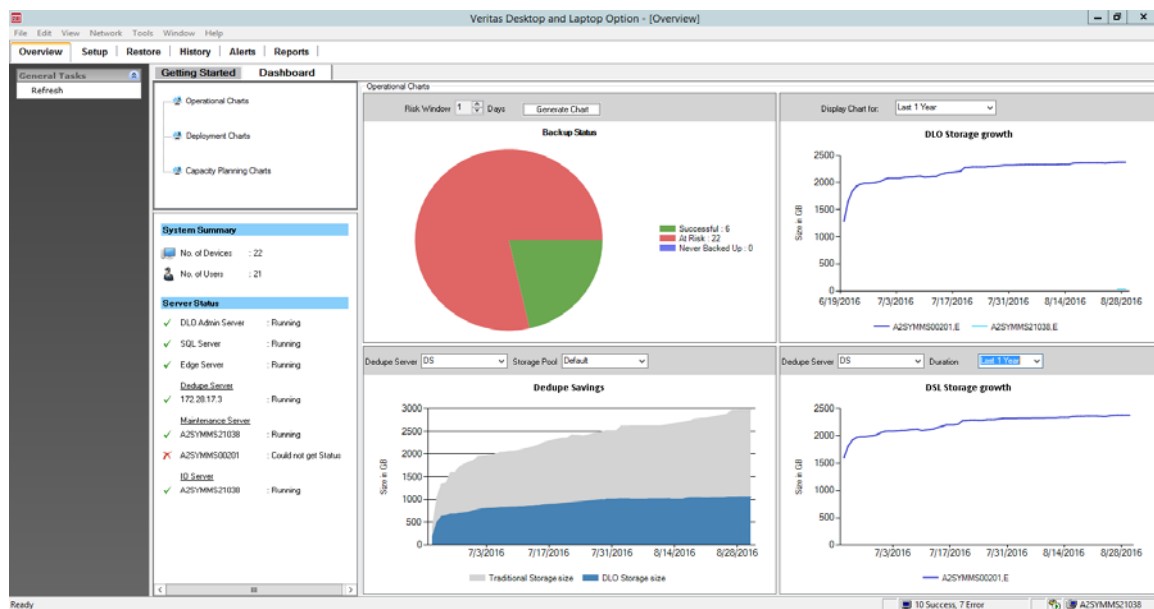 Veritas Desktop and Laptop Option - [Overview]
File Edit View Network Tools Window Help
Overview Setup Restore History Alerts Reports
General Tasks
Refresh
Getting Started Dashboard
Operational Charts
Deployment Charts
Capacity Planning Charts
System Summary
No. of Devices : 22
No. of Users : 21
Server Status
DLO Admin Server : Running
SQL Server : Running
Edge Server : Running
Dedupe Server
172.28.17.3 : Running
Maintenance Server
A2SYMMS21038 : Running
A2SYMMS00201 : Could not get Status
IO Server
A2SYMMS21038 : Running
Operational Charts
Risk Window 1 Days Generate Chart
Backup Status
Successful : 6
At Risk : 22
Never Backed Up : 0
Display Chart for: Last 1 Year
DLO Storage growth
Size in GB
2500
2000
1500
1000
500
0
6/19/2016 7/3/2016 7/17/2016 7/31/2016 8/14/2016 8/28/2016
A2SYMMS00201.E A2SYMMS21038.E
Dedupe Server DS Storage Pool Default
Dedupe Savings
Size in GB
3000
2500
2000
1500
1000
500
0
7/3/2016 7/17/2016 7/31/2016 8/14/2016 8/28/2016
Traditional Storage size DLO Storage size
Dedupe Server DS Duration Last 1 Year
DSL Storage growth
Size in GB
2500
2000
1500
1000
500
0
7/3/2016 7/17/2016 7/31/2016 8/14/2016 8/28/2016
A2SYMMS00201.E
Ready
10 Success, 7 Error
A2SYMMS21038